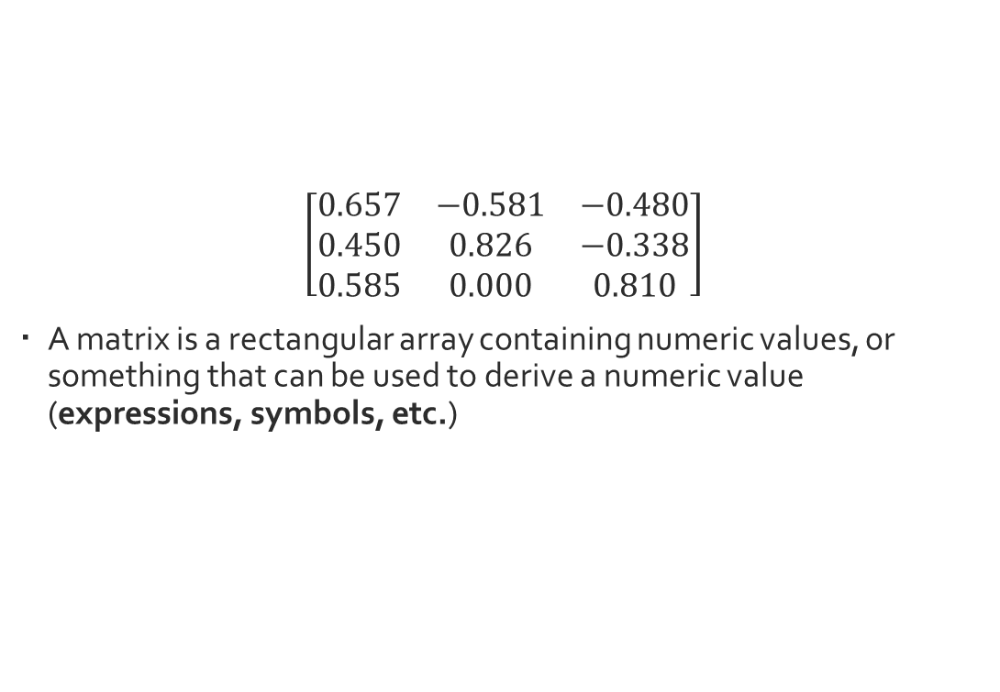 [0.657 −0.581 −0.480]
0.450 0.826 −0.338
0.585 0.000 0.810
▪ A matrix is a rectangular array containing numeric values, or
something that can be used to derive a numeric value
(expressions, symbols, etc.)